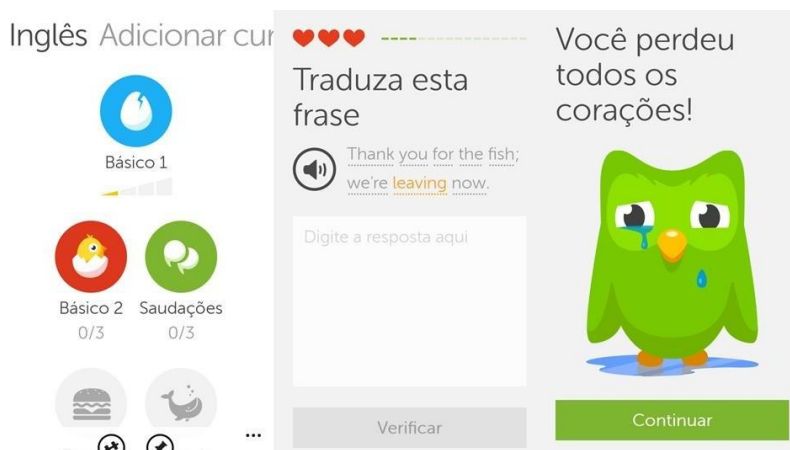 Inglês Adicionar cur
Básico 1
Básico 2 Saudações
0/3 0/3
...
Traduza esta
frase
Thank you for the fish;
we're leaving now.
Digite a resposta aqui
Verificar
Você perdeu
todos os
corações!
Continuar